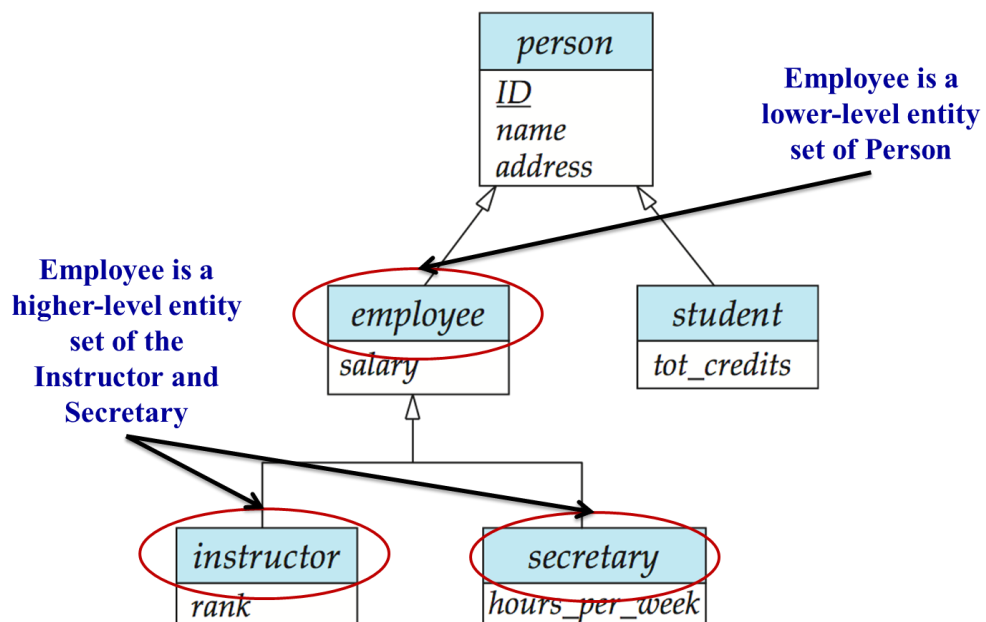 person
ID
name
address
Employee is a
lower-level entity
set of Person
Employee is a
higher-level entity
set of the
Instructor and
Secretary
employee
salary
student
tot_credits
instructor
rank
secretary
hours_per_week